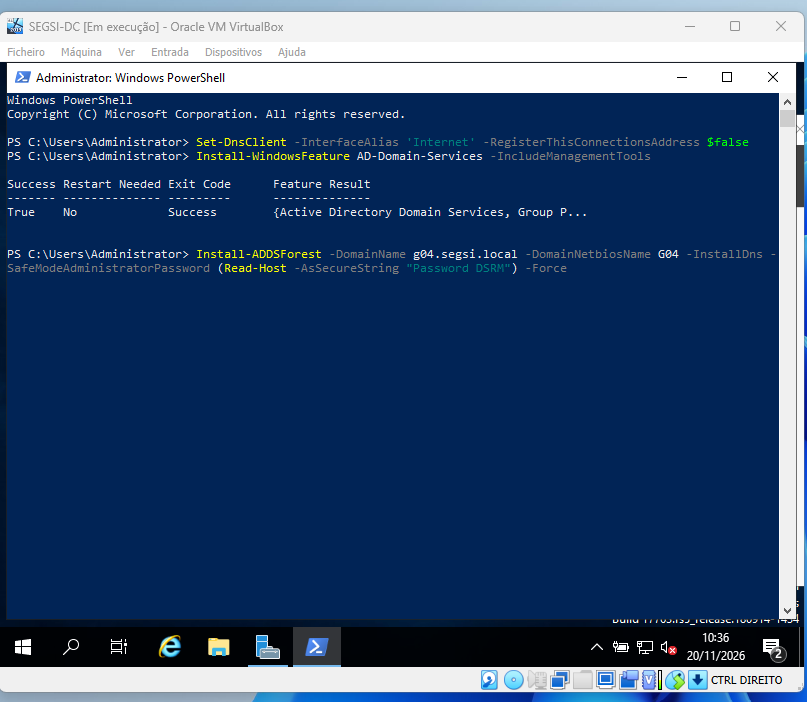 SEGSI-DC [Em execução] - Oracle VM VirtualBox
Ficheiro Máquina Ver Entrada Dispositivos Ajuda
Administrator: Windows PowerShell
Windows PowerShell
Copyright (C) Microsoft Corporation. All rights reserved.
PS C:\Users\Administrator> Set-DnsClient -InterfaceAlias 'Internet' -RegisterThisConnectionsAddress $false
PS C:\Users\Administrator> Install-WindowsFeature AD-Domain-Services -IncludeManagementTools
Success Restart Needed Exit Code Feature Result
------- -------------- --------- --------------
True No Success {Active Directory Domain Services, Group P...
PS C:\Users\Administrator> Install-ADDSForest -DomainName g04.segsi.local -DomainNetbiosName G04 -InstallDns -
SafeModeAdministratorPassword (Read-Host -AsSecureString "Password DSRM") -Force
10:36
20/11/2026
2
CTRL DIREITO